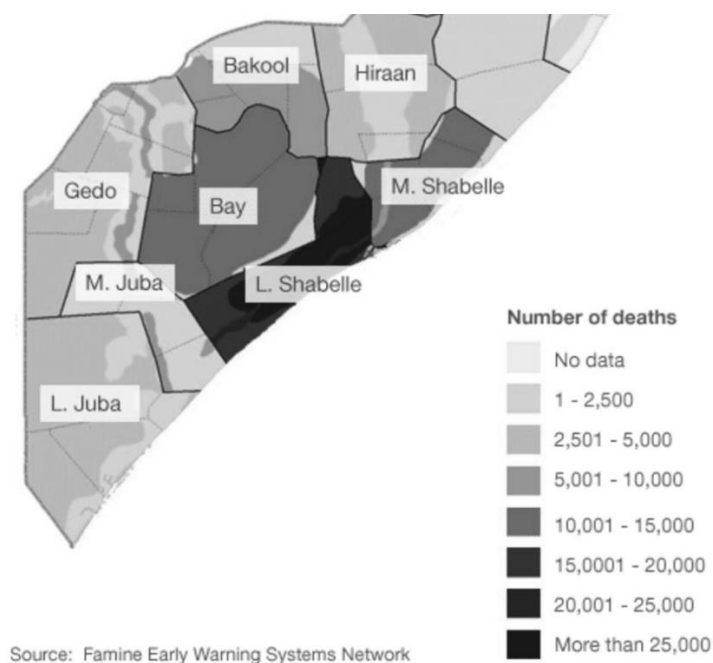 Bakool
Hiraan
Gedo
Bay
M. Shabelle
M. Juba
L. Shabelle
L. Juba
Number of deaths
No data
1 - 2,500
2,501 - 5,000
5,001 - 10,000
10,001 - 15,000
15,0001 - 20,000
20,001 - 25,000
More than 25,000
Source: Famine Early Warning Systems Network